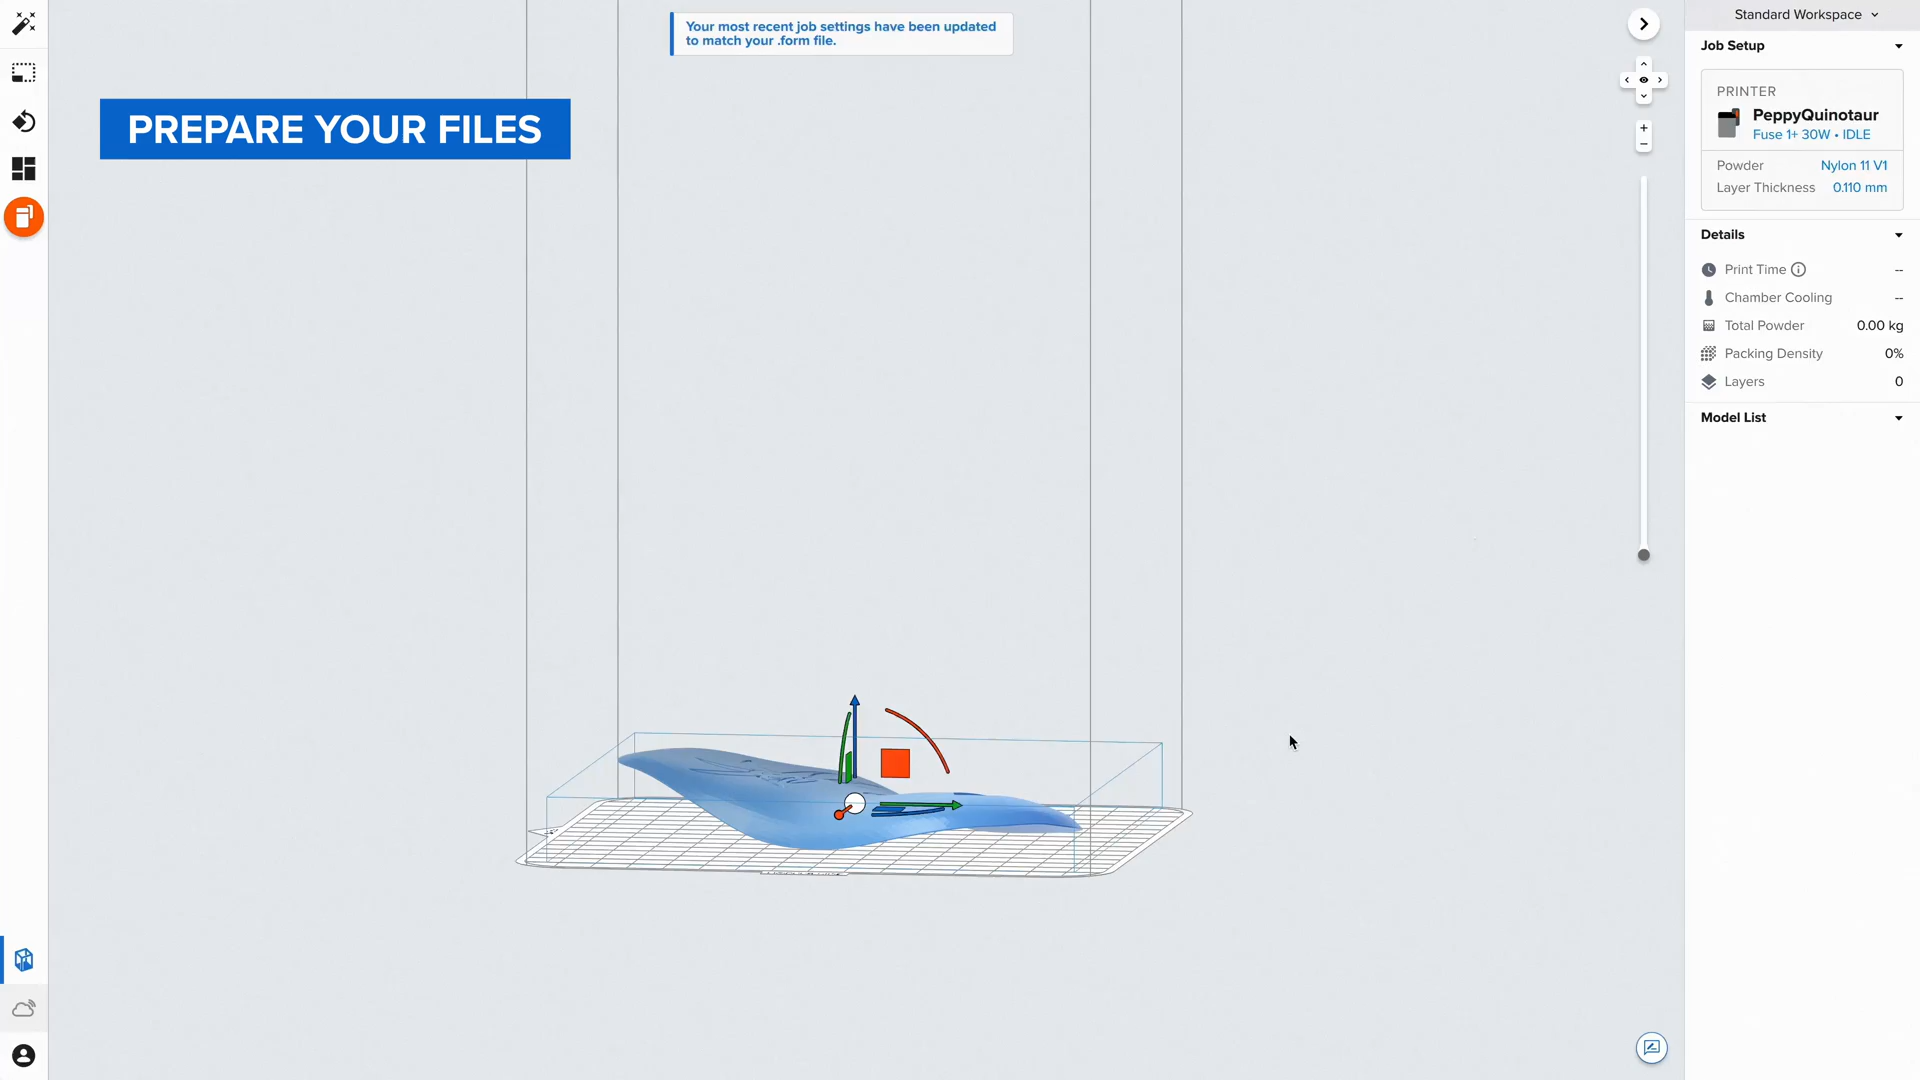 Your most recent job settings have been updated
to match your .form file.
PREPARE YOUR FILES
Standard Workspace
Job Setup
PRINTER
PeppyQuinotaur
Fuse 1+ 30W • IDLE
Powder Nylon 11 V1
Layer Thickness 0.110 mm
Details
Print Time --
Chamber Cooling --
Total Powder 0.00 kg
Packing Density 0%
Layers 0
Model List